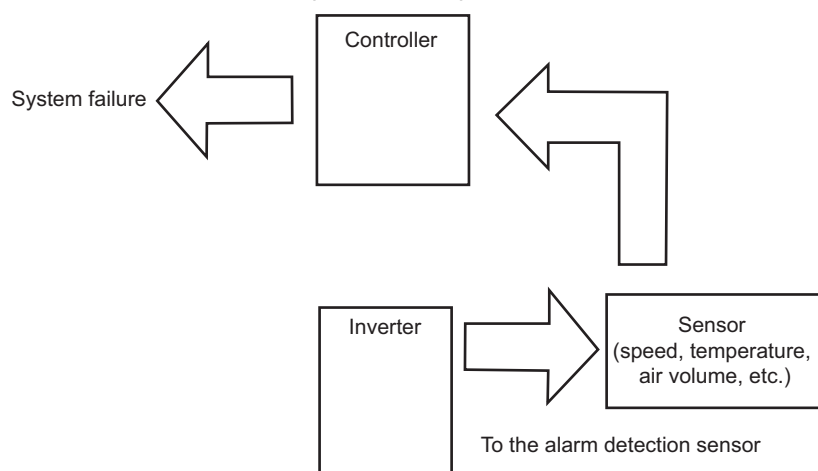 Controller
System failure
Inverter
Sensor
(speed, temperature,
air volume, etc.)
To the alarm detection sensor